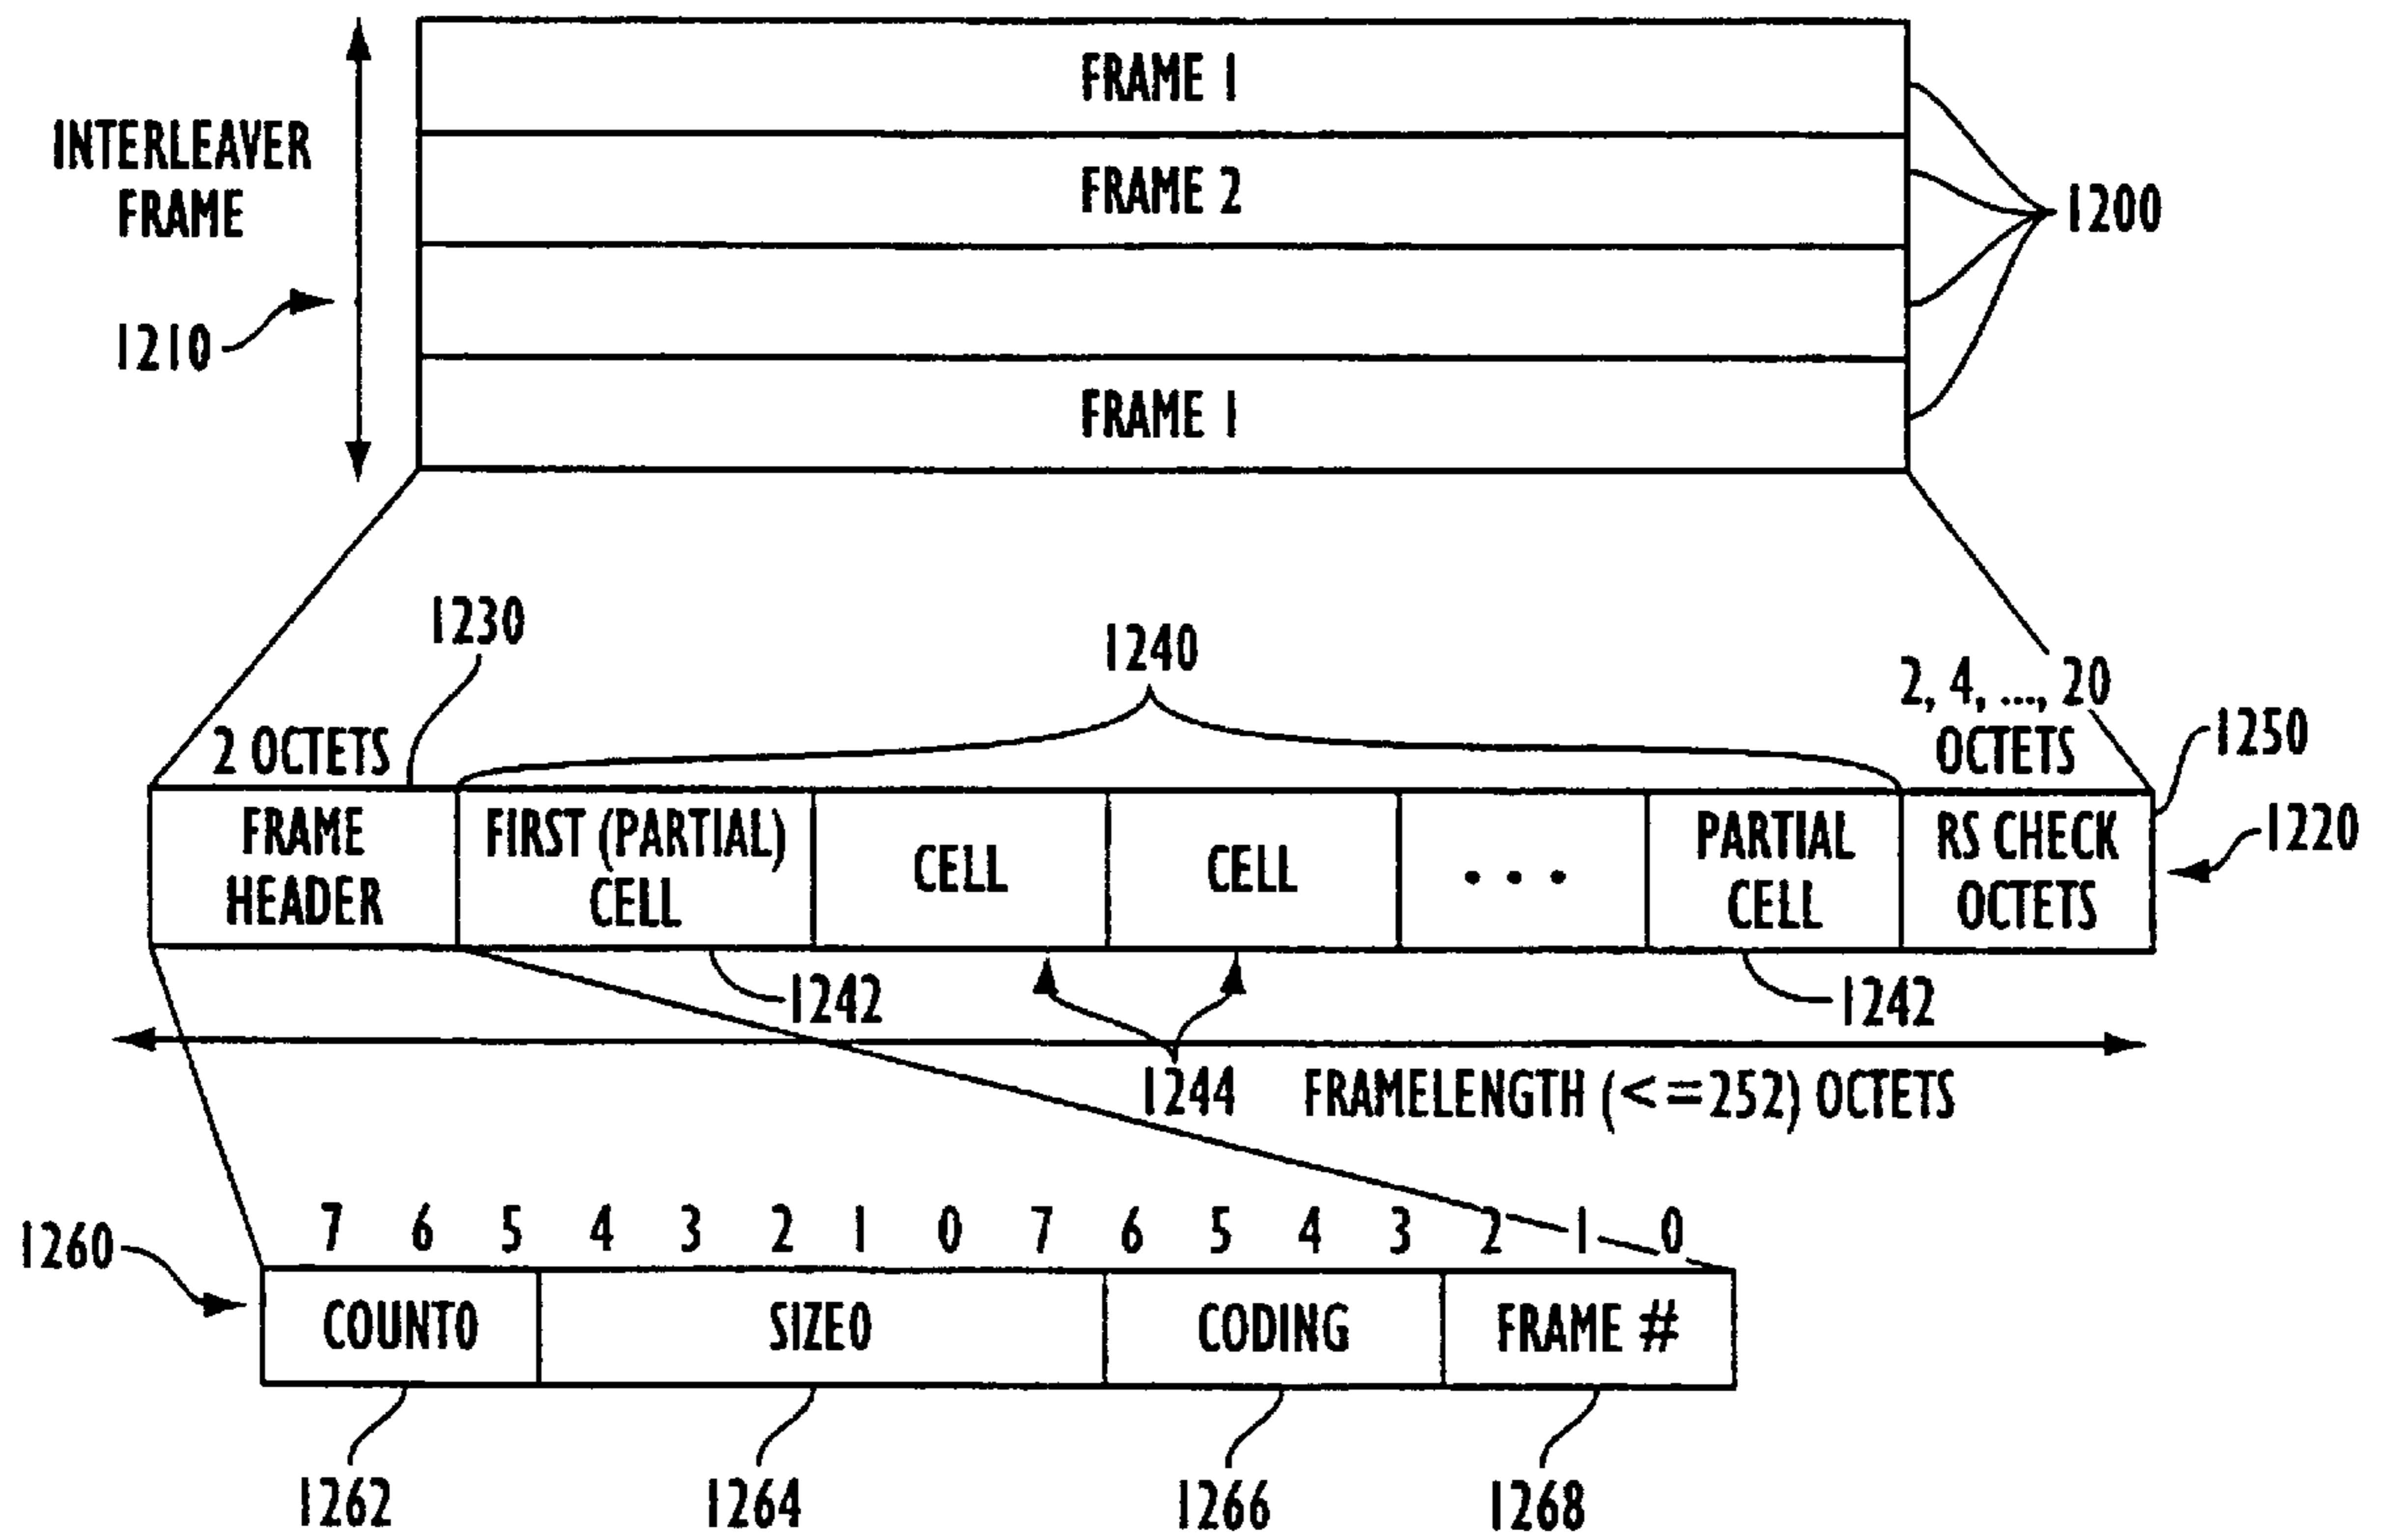 FRAME 1
INTERLEAVER
FRAME
FRAME 2
1200
1210
FRAME 1
1230
1240
2, 4, ...., 20
OCTETS
2 OCTETS
1250
FRAME
HEADER
FIRST (PARTIAL)
CELL
CELL
CELL
• • •
PARTIAL
CELL
RS CHECK
OCTETS
1220
1242
1242
1244
FRAMELENGTH (<=252) OCTETS
7 6 5 4 3 2 1 0 7 6 5 4 3 2 1 0
1260
COUNT0
SIZE0
CODING
FRAME #
1262
1264
1266
1268